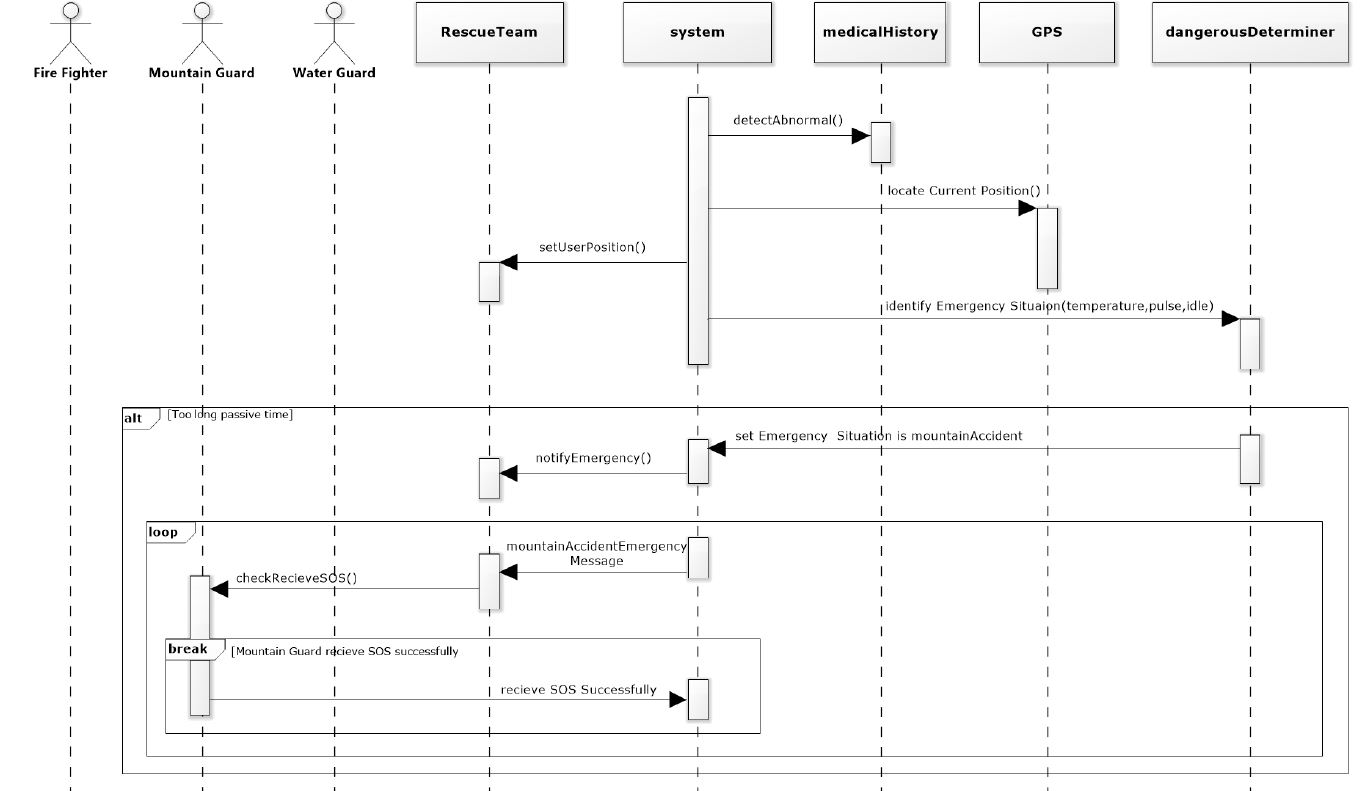 Fire Fighter
Mountain Guard
Water Guard
RescueTeam
system
medicalHistory
GPS
dangerousDeterminer
detectAbnormal()
locate Current Position()
setUserPosition()
identify Emergency Situaion(temperature,pulse,idle)
alt
[Too long passive time]
set Emergency Situation is mountainAccident
notifyEmergency()
loop
mountainAccidentEmergency
Message
checkRecieveSOS()
break
[Mountain Guard recieve SOS successfully
recieve SOS Successfully